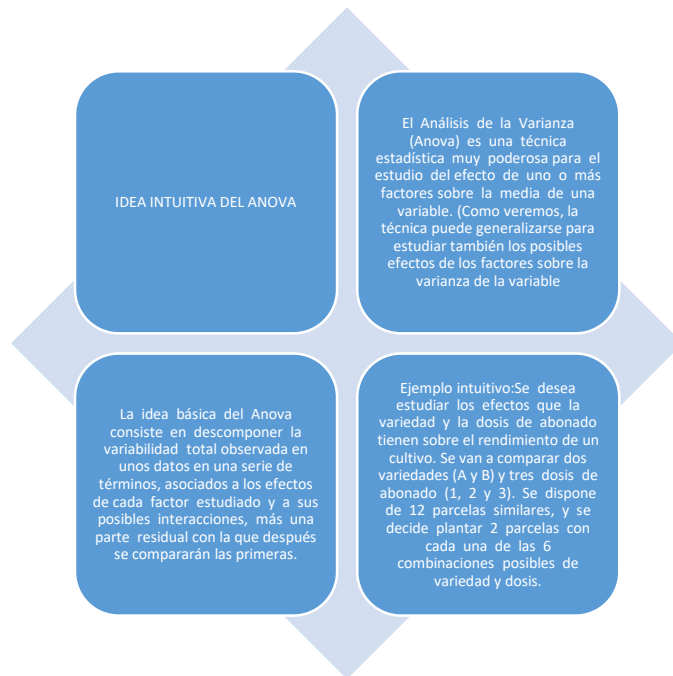 IDEA INTUITIVA DEL ANOVA
El Análisis de la Varianza
(Anova) es una técnica
estadística muy poderosa para el
estudio del efecto de uno o más
factores sobre la media de una
variable. (Como veremos, la
técnica puede generalizarse para
estudiar también los posibles
efectos de los factores sobre la
varianza de la variable
La idea básica del Anova
consiste en descomponer la
variabilidad total observada en
unos datos en una serie de
términos, asociados a los efectos
de cada factor estudiado y a sus
posibles interacciones, más una
parte residual con la que después
se compararán las primeras.
Ejemplo intuitivo:Se desea
estudiar los efectos que la
variedad y la dosis de abonado
tienen sobre el rendimiento de un
cultivo. Se van a comparar dos
variedades (A y B) y tres dosis de
abonado (1, 2 y 3). Se dispone
de 12 parcelas similares, y se
decide plantar 2 parcelas con
cada una de las 6
combinaciones posibles de
variedad y dosis.